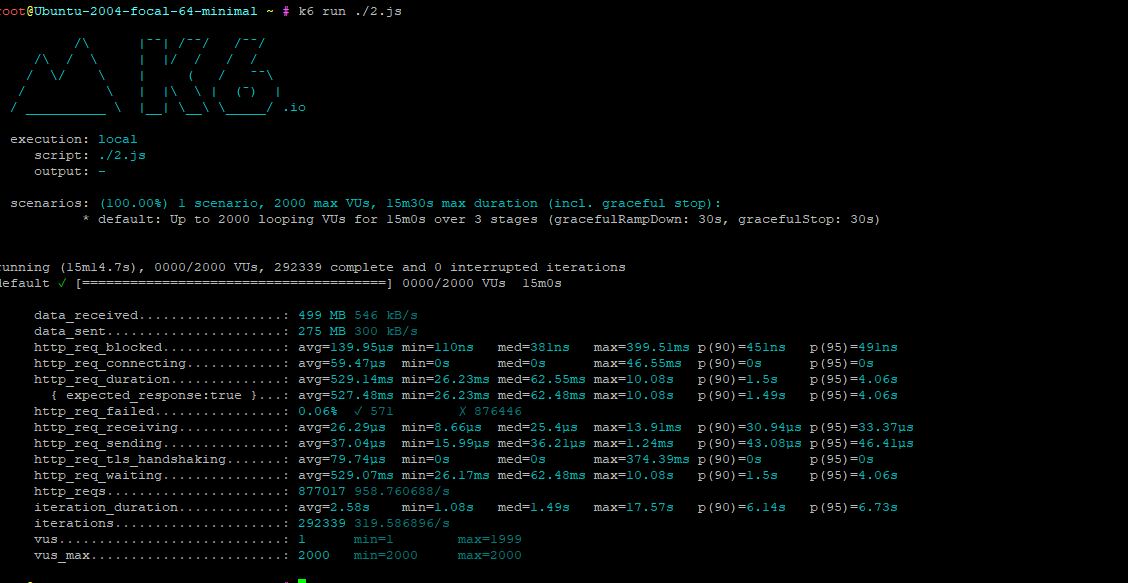 root@Ubuntu-2004-focal-64-minimal ~ # k6 run ./2.js
.io
execution: local
script: ./2.js
output: -
scenarios: (100.00%) 1 scenario, 2000 max VUs, 15m30s max duration (incl. graceful stop):
* default: Up to 2000 looping VUs for 15m0s over 3 stages (gracefulRampDown: 30s, gracefulStop: 30s)
running (15m14.7s), 0000/2000 VUs, 292339 complete and 0 interrupted iterations
default ✓ [======================================] 0000/2000 VUs 15m0s
data_received..................: 499 MB 546 kB/s
data_sent......................: 275 MB 300 kB/s
http_req_blocked...............: avg=139.95µs min=110ns med=381ns max=399.51ms p(90)=451ns p(95)=491ns
http_req_connecting............: avg=59.47µs min=0s med=0s max=46.55ms p(90)=0s p(95)=0s
http_req_duration..............: avg=529.14ms min=26.23ms med=62.55ms max=10.08s p(90)=1.5s p(95)=4.06s
{ expected_response:true }...: avg=527.48ms min=26.23ms med=62.48ms max=10.08s p(90)=1.49s p(95)=4.06s
http_req_failed................: 0.06% ✓ 571 ✗ 876446
http_req_receiving.............: avg=26.29µs min=8.66µs med=25.4µs max=13.91ms p(90)=30.94µs p(95)=33.37µs
http_req_sending...............: avg=37.04µs min=15.99µs med=36.21µs max=1.24ms p(90)=43.08µs p(95)=46.41µs
http_req_tls_handshaking.......: avg=79.74µs min=0s med=0s max=374.39ms p(90)=0s p(95)=0s
http_req_waiting...............: avg=529.07ms min=26.17ms med=62.48ms max=10.08s p(90)=1.5s p(95)=4.06s
http_reqs......................: 877017 958.760688/s
iteration_duration.............: avg=2.58s min=1.08s med=1.49s max=17.57s p(90)=6.14s p(95)=6.73s
iterations.....................: 292339 319.586896/s
vus............................: 1 min=1 max=1999
vus_max........................: 2000 min=2000 max=2000